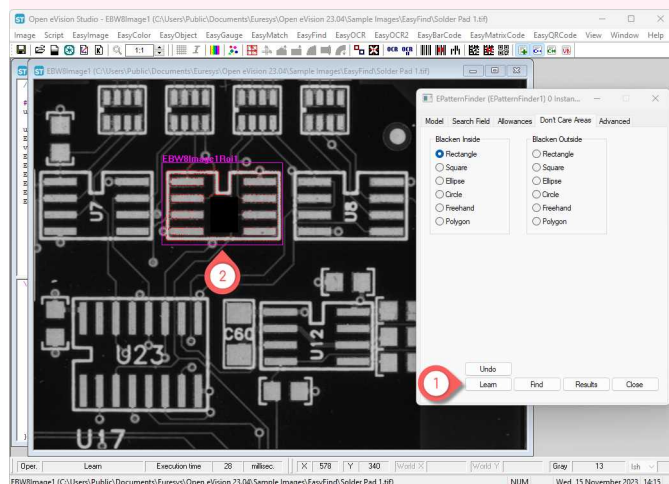 Open eVision Studio - EBW8Image1 (C:\Users\Public\Documents\Euresys\Open eVision 23.04\Sample Images\EasyFind\Solder Pad 1.tif)
Image Script EasyImage EasyColor EasyObject EasyGauge EasyMatch EasyFind EasyOCR EasyOCR2 EasyBarCode EasyMatrixCode EasyQRCode View Window Help
1:1
OCR
EBW8Image1 (C:\Users\Public\Documents\Euresys\Open eVision 23.04\Sample Images\EasyFind\Solder Pad 1.tif)
EPatternFinder (EPatternFinder1) 0 Instan...
Model Search Field Allowances Don't Care Areas Advanced
Blacken Inside Blacken Outside
Rectangle Rectangle
Square Square
Ellipse Ellipse
Circle Circle
Freehand Freehand
Polygon Polygon
EBW8Image1Roi1
U7
U8
2
C60
U12
U23
U17
Undo
1
Learn Find Results Close
Oper. Learn Execution time 28 millisec. X 578 Y 340 World X World Y Gray 13 lsh
EBW8Image1 (C:\Users\Public\Documents\Euresys\Open eVision 23.04\Sample Images\EasyFind\Solder Pad 1.tif) NUM Wed, 15 November 2023 14:15